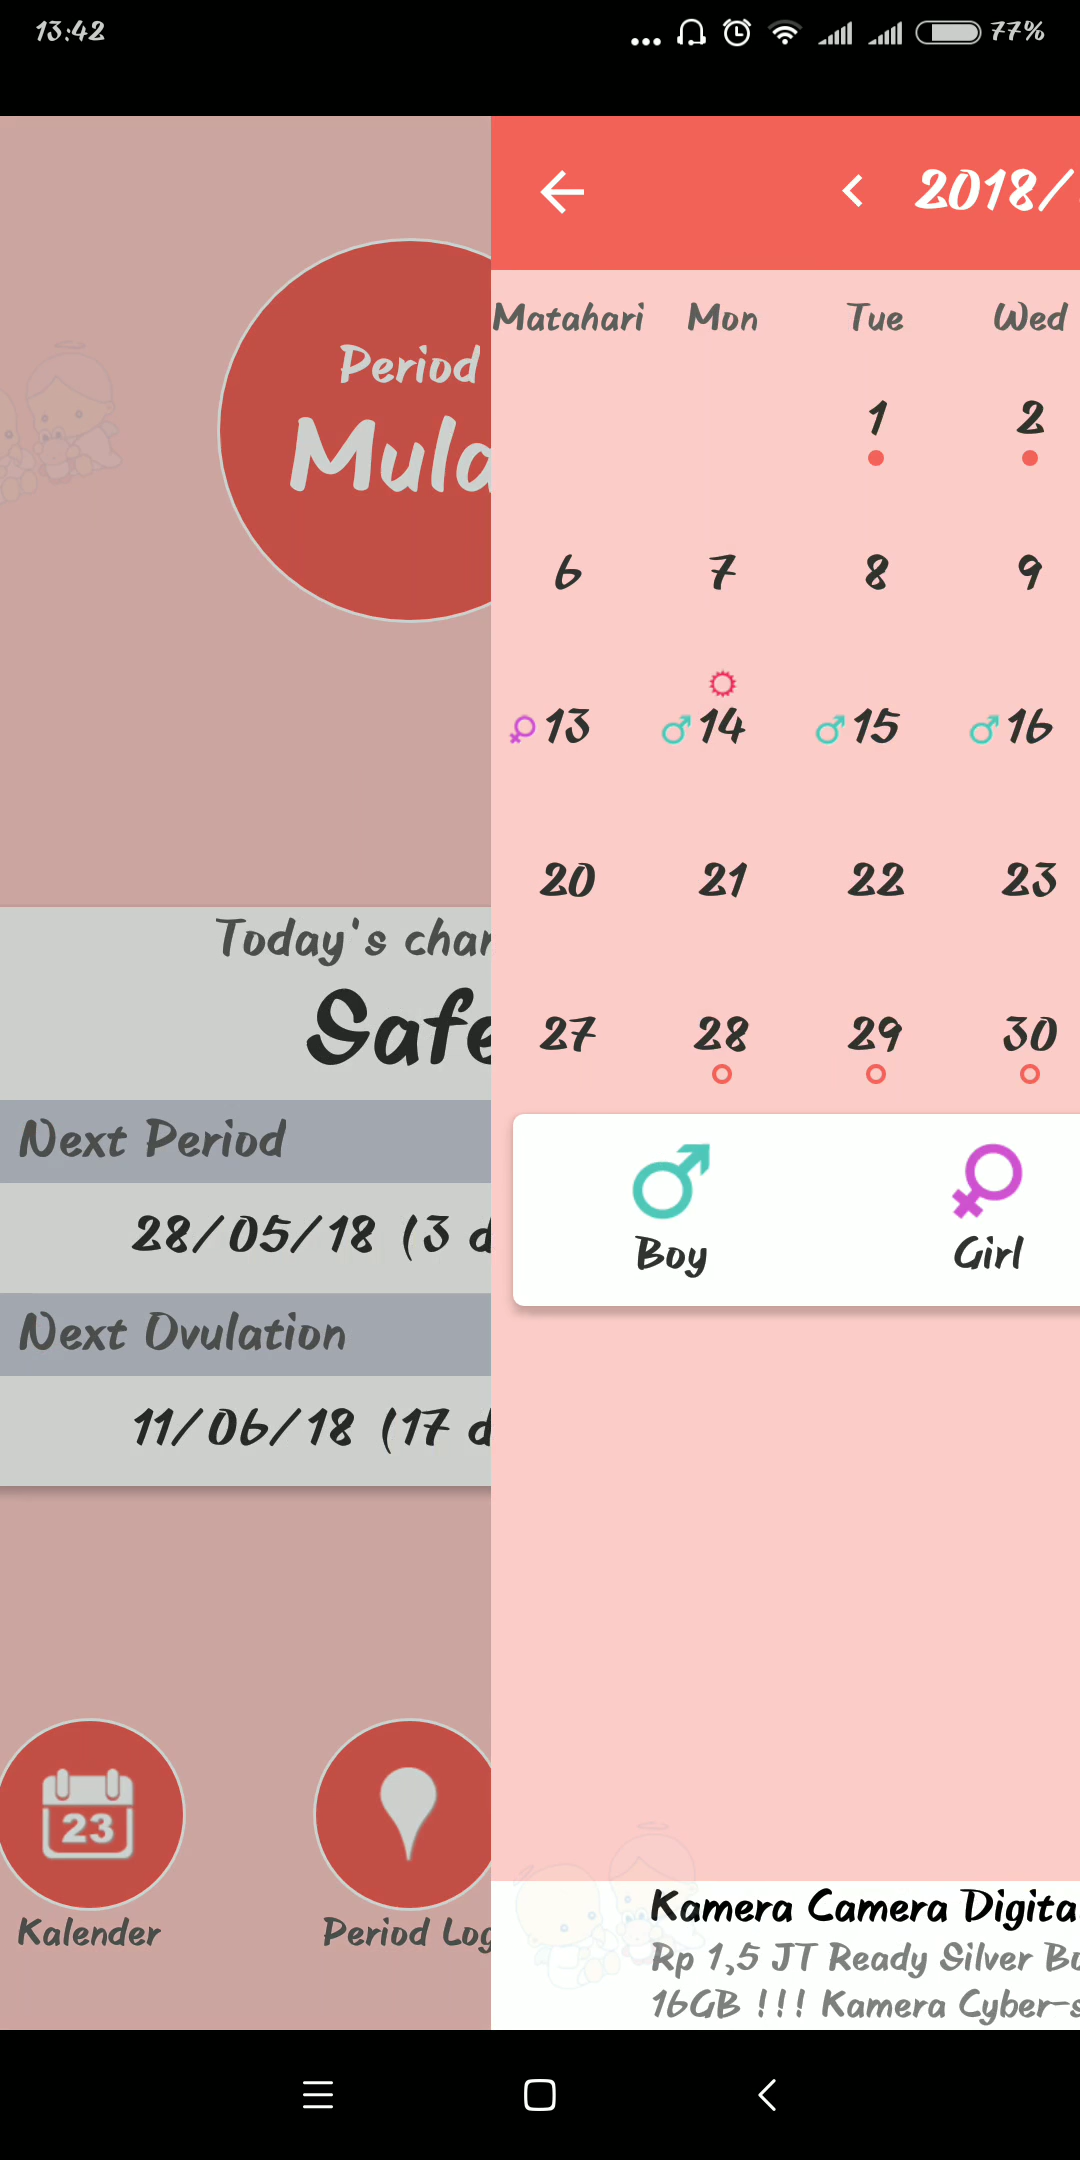 13:42
77%
Period
Mula
Today's chan
Safe
Next Period
28/05/18 (3 d
Next Ovulation
11/06/18 (17 d
23
Kalender
Period Log
2018/
Matahari Mon Tue Wed
1 2
6 7 8 9
13 14 15 16
20 21 22 23
27 28 29 30
Boy Girl
Kamera Camera Digita
Rp 1,5 JT Ready Silver Bu
16GB !!! Kamera Cyber-s